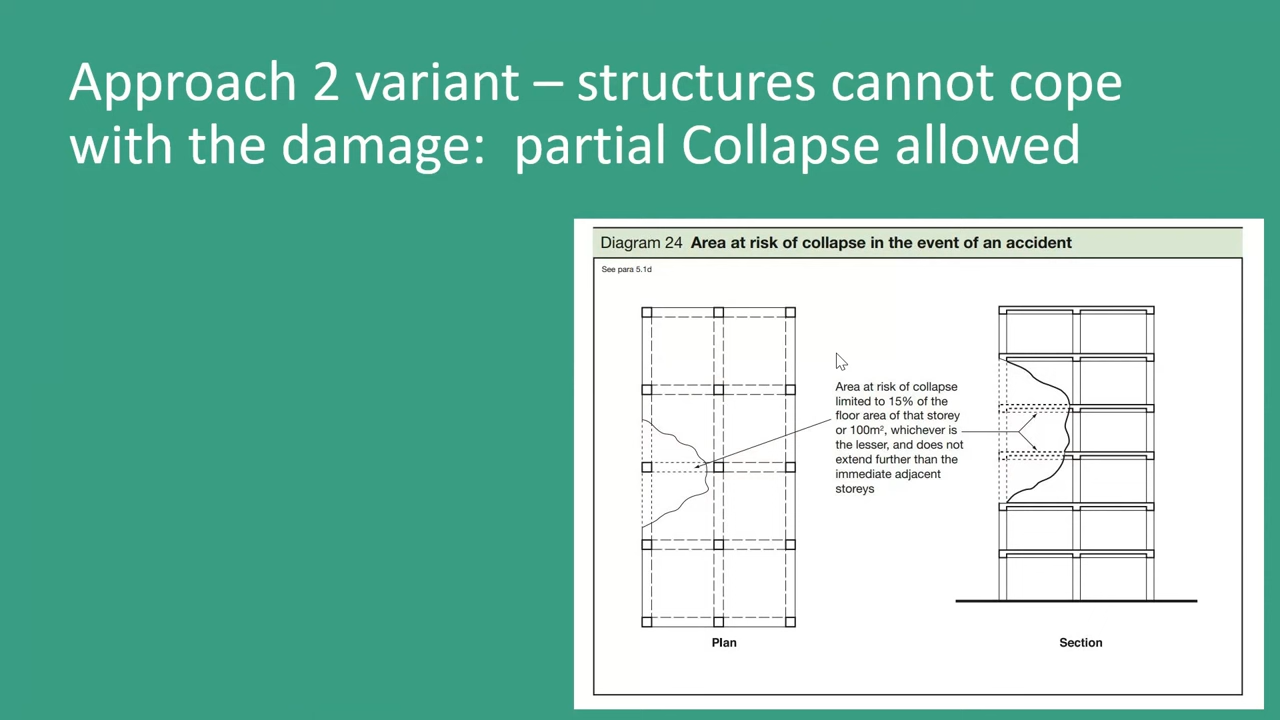 Approach 2 variant – structures cannot cope
with the damage:  partial Collapse allowed
Diagram 24 Area at risk of collapse in the event of an accident
See para 5.1d
Area at risk of collapse
limited to 15% of the
floor area of that storey
or 100m², whichever is
the lesser, and does not
extend further than the
immediate adjacent
storeys
Plan
Section